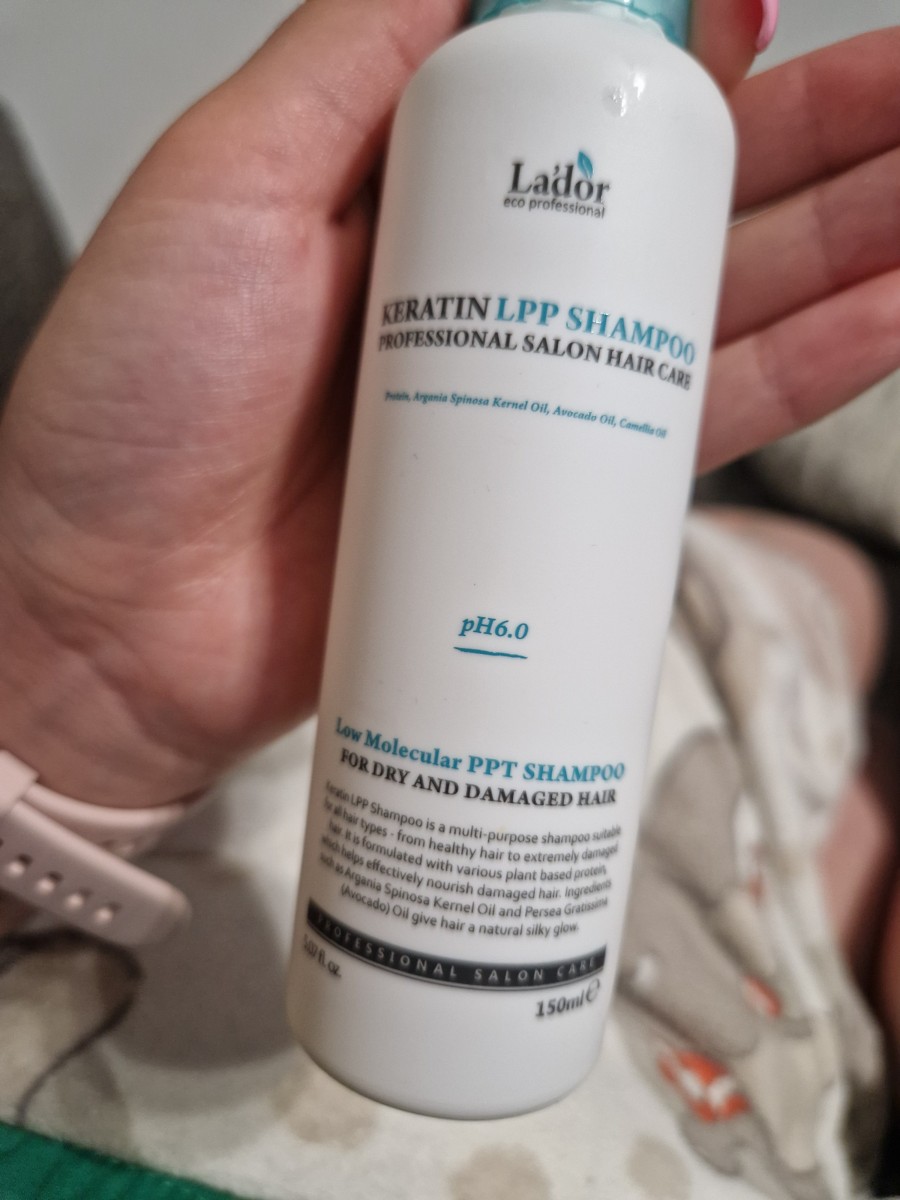 La'dor
eco professional
KERATIN LPP SHAMPOO
PROFESSIONAL SALON HAIR CARE
Protein, Argania Spinosa Kernel Oil, Avocado Oil, Camellia Oil
pH6.0
Low Molecular PPT SHAMPOO
FOR DRY AND DAMAGED HAIR
Keratin LPP Shampoo is a multi-purpose shampoo suitable
for all hair types - from healthy hair to extremely damaged
hair. It is formulated with various plant based protein,
which helps effectively nourish damaged hair. Ingredients
such as Argania Spinosa Kernel Oil and Persea Gratissima
(Avocado) Oil give hair a natural silky glow.
PROFESSIONAL SALON CARE
5.07 fl. oz.
150ml ℮